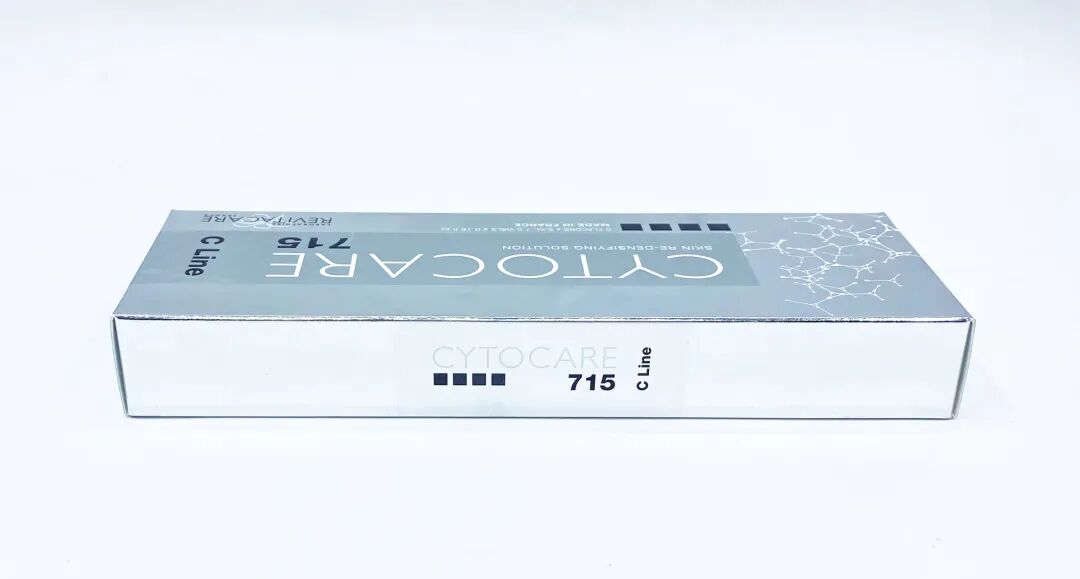 REVITACARE
C Line
715
CYTOCARE
SKIN RE-DENSIFYING SOLUTION
MADE IN FRANCE
CYTOCARE
715
C Line